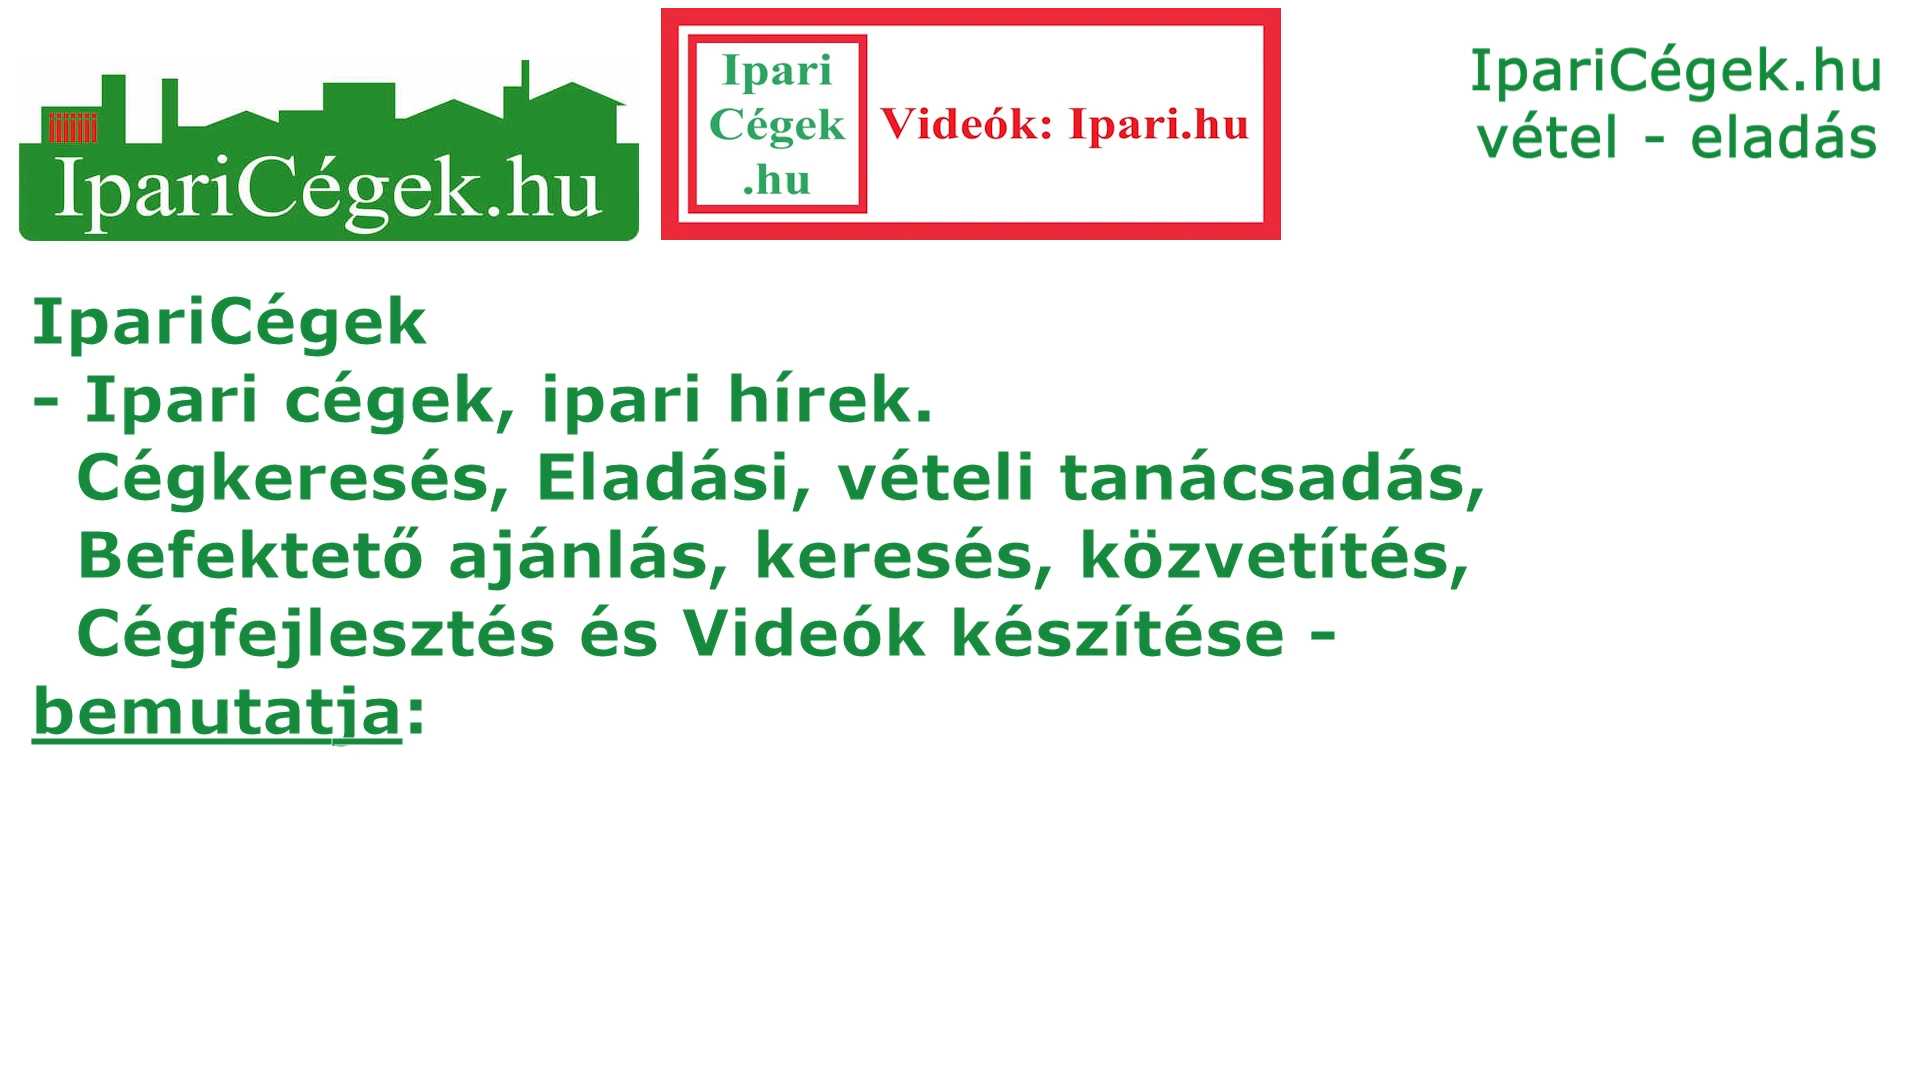 IpariCégek.hu
Ipari
Cégek
.hu
Videók: Ipari.hu
IpariCégek.hu
vétel - eladás
IpariCégek
- Ipari cégek, ipari hírek.
Cégkeresés, Eladási, vételi tanácsadás,
Befektető ajánlás, keresés, közvetítés,
Cégfejlesztés és Videók készítése -
bemutatja: